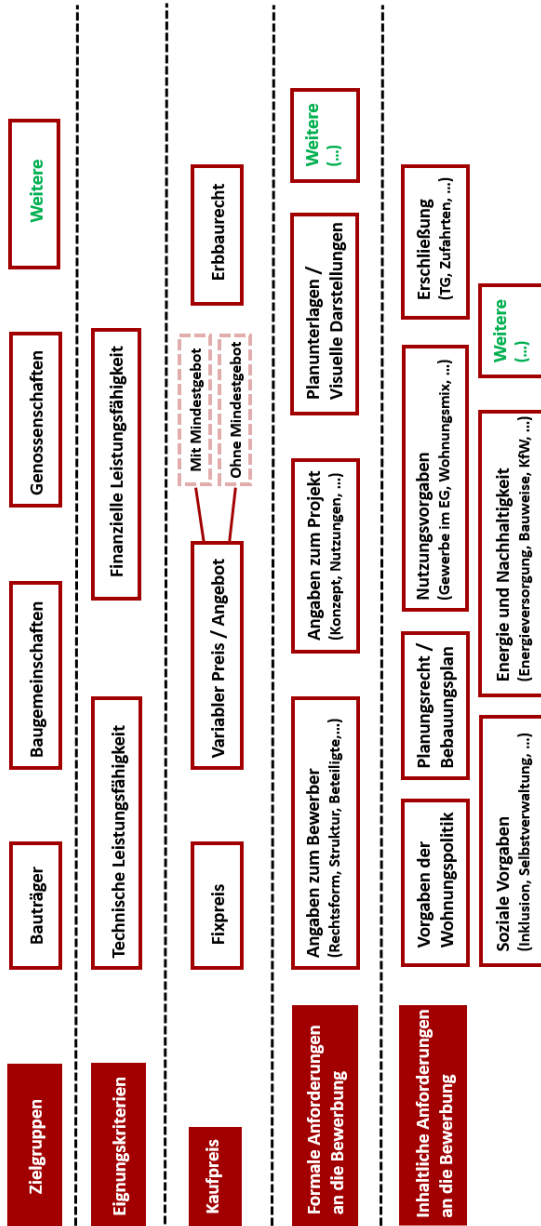 Zielgruppen
Bauträger
Baugemeinschaften
Genossenschaften
Weitere
Eignungskriterien
Technische Leistungsfähigkeit
Finanzielle Leistungsfähigkeit
Kaufpreis
Fixpreis
Variabler Preis / Angebot
Mit Mindestgebot
Ohne Mindestgebot
Erbbaurecht
Formale Anforderungen
an die Bewerbung
Angaben zum Bewerber
(Rechtsform, Struktur, Beteiligte,...)
Angaben zum Projekt
(Konzept, Nutzungen, ...)
Planunterlagen /
Visuelle Darstellungen
Weitere
(...)
Inhaltliche Anforderungen
an die Bewerbung
Vorgaben der
Wohnungspolitik
Planungsrecht /
Bebauungsplan
Nutzungsvorgaben
(Gewerbe im EG, Wohnungsmix, ...)
Erschließung
(TG, Zufahrten, ...)
Soziale Vorgaben
(Inklusion, Selbstverwaltung, ...)
Energie und Nachhaltigkeit
(Energieversorgung, Bauweise, KfW, ...)
Weitere
(...)